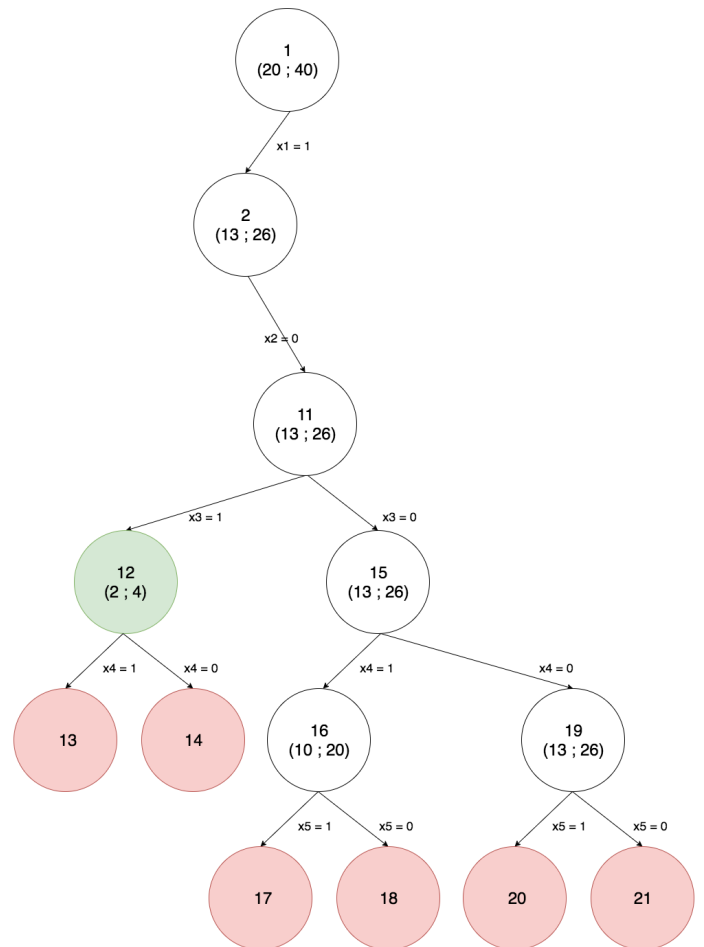 1
(20 ; 40)
x1 = 1
2
(13 ; 26)
x2 = 0
11
(13 ; 26)
x3 = 1
x3 = 0
12
(2 ; 4)
15
(13 ; 26)
x4 = 1
x4 = 0
x4 = 1
x4 = 0
13
14
16
(10 ; 20)
19
(13 ; 26)
x5 = 1
x5 = 0
x5 = 1
x5 = 0
17
18
20
21